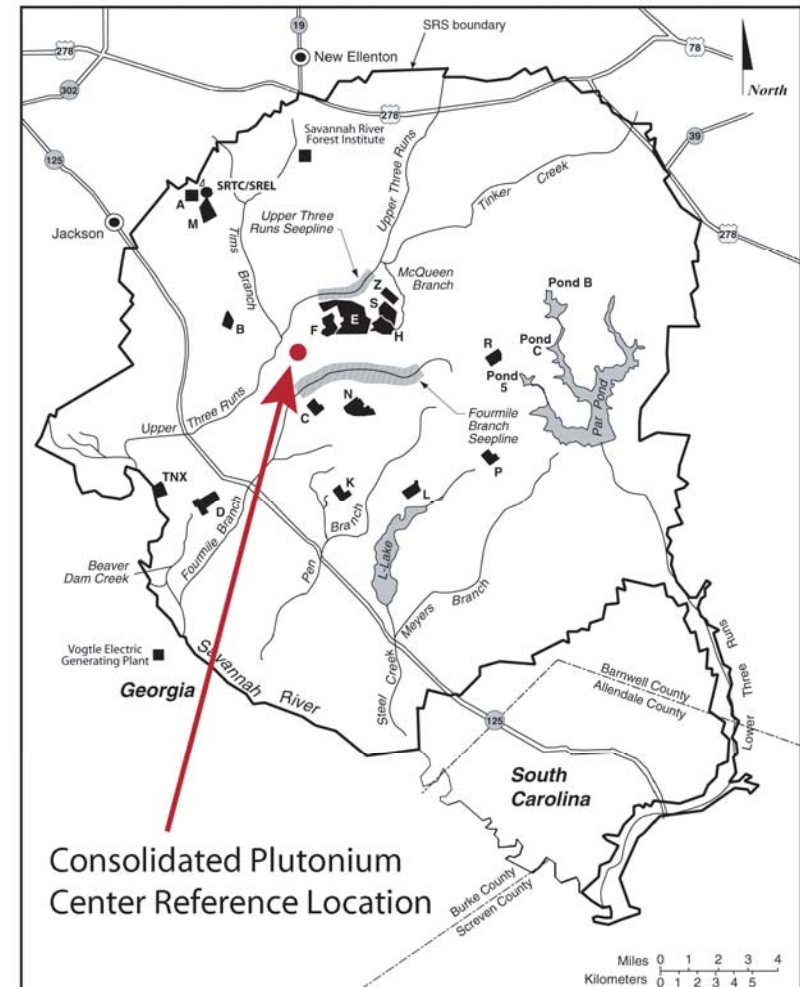 19
SRS boundary
278
New Ellenton
78
North
302
278
Savannah River
Forest Institute
39
125
SRTC/SREL
A
M
Upper Three Runs
Tinker Creek
Upper Three
Runs Seepline
Jackson
278
Tims Branch
McQueen
Branch
Z
S
Pond B
F
E
B
H
R
Pond
C
Pond
5
Par Pond
C
N
Upper Three Runs
Fourmile
Branch
Seepline
P
TNX
K
L
D
Branch
Fourmile Branch
L-Lake
Beaver
Dam Creek
Pen
Meyers Branch
Vogtle Electric
Generating Plant
Savannah River
Georgia
Steel Creek
Barnwell County
Allendale County
Lower Three Runs
125
South
Carolina
Consolidated Plutonium
Center Reference Location
Burke County
Screven County
Miles 0 1 2 3 4
Kilometers 0 1 2 3 4 5